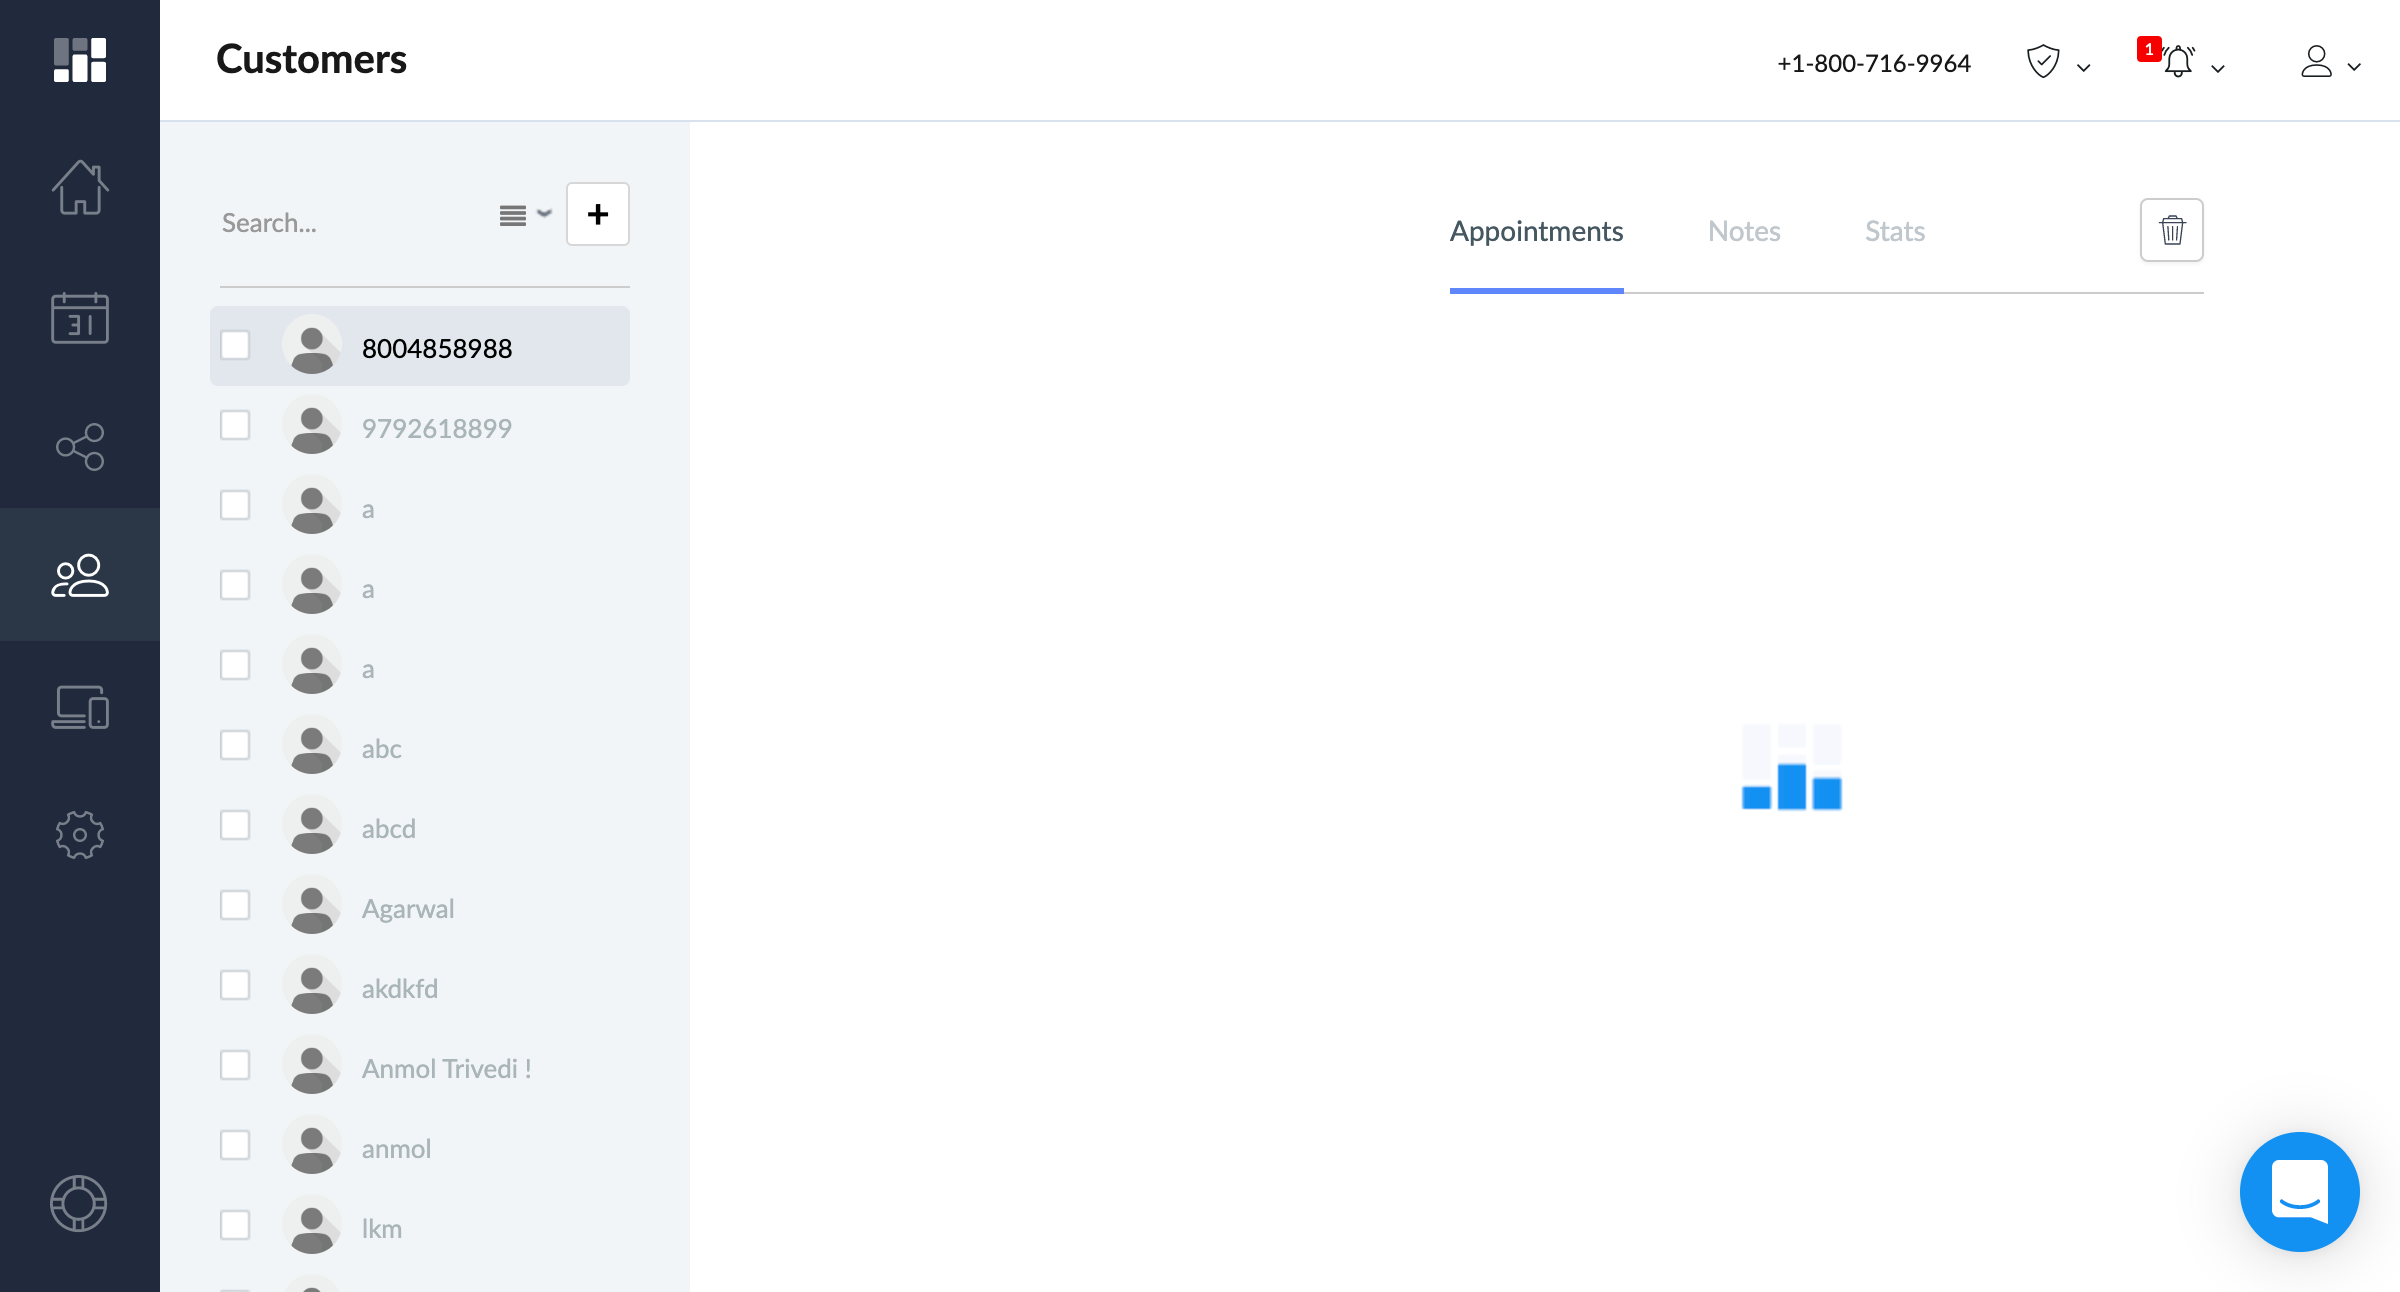 Customers
+1-800-716-9964
1
31
Search...
+
Appointments
Notes
Stats
8004858988
9792618899
a
a
a
abc
abcd
Agarwal
akdkfd
Anmol Trivedi !
anmol
lkm